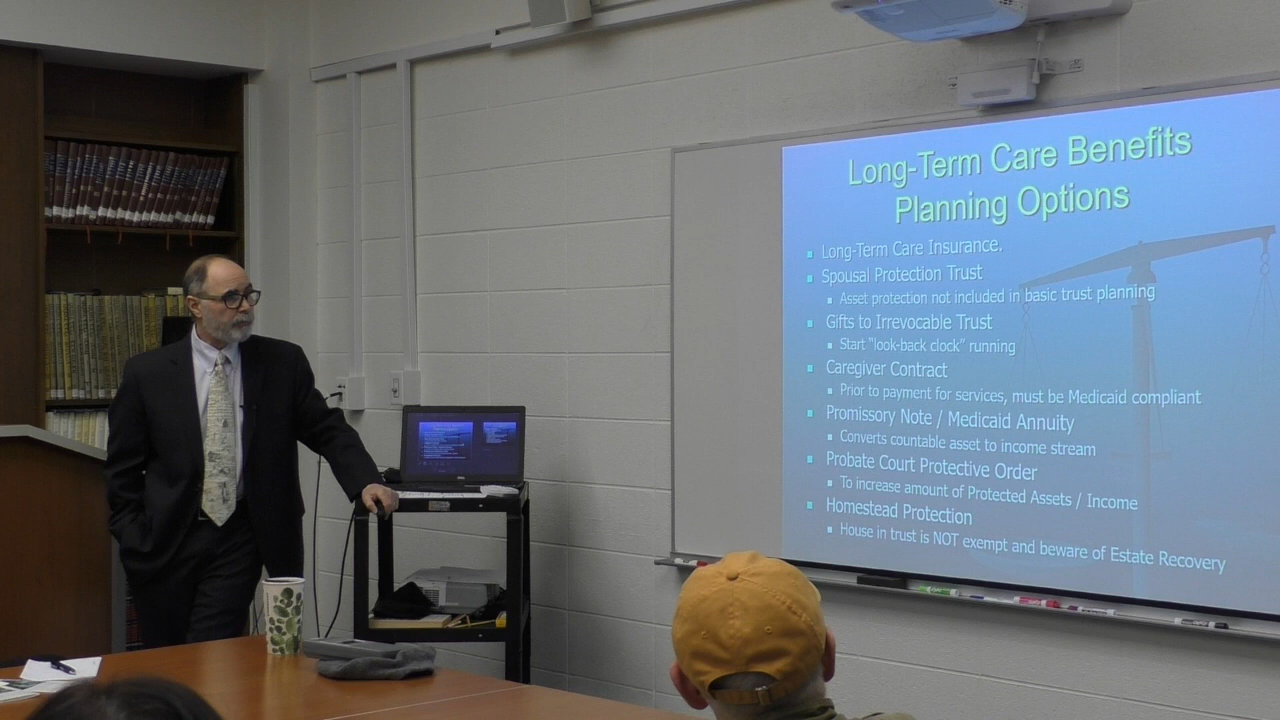 Long-Term Care Benefits
Planning Options
Long-Term Care Insurance.
Spousal Protection Trust
Asset protection not included in basic trust planning
Gifts to Irrevocable Trust
Start “look-back clock” running
Caregiver Contract
Prior to payment for services, must be Medicaid compliant
Promissory Note / Medicaid Annuity
Converts countable asset to income stream
Probate Court Protective Order
To increase amount of Protected Assets / Income
Homestead Protection
House in trust is NOT exempt and beware of Estate Recovery